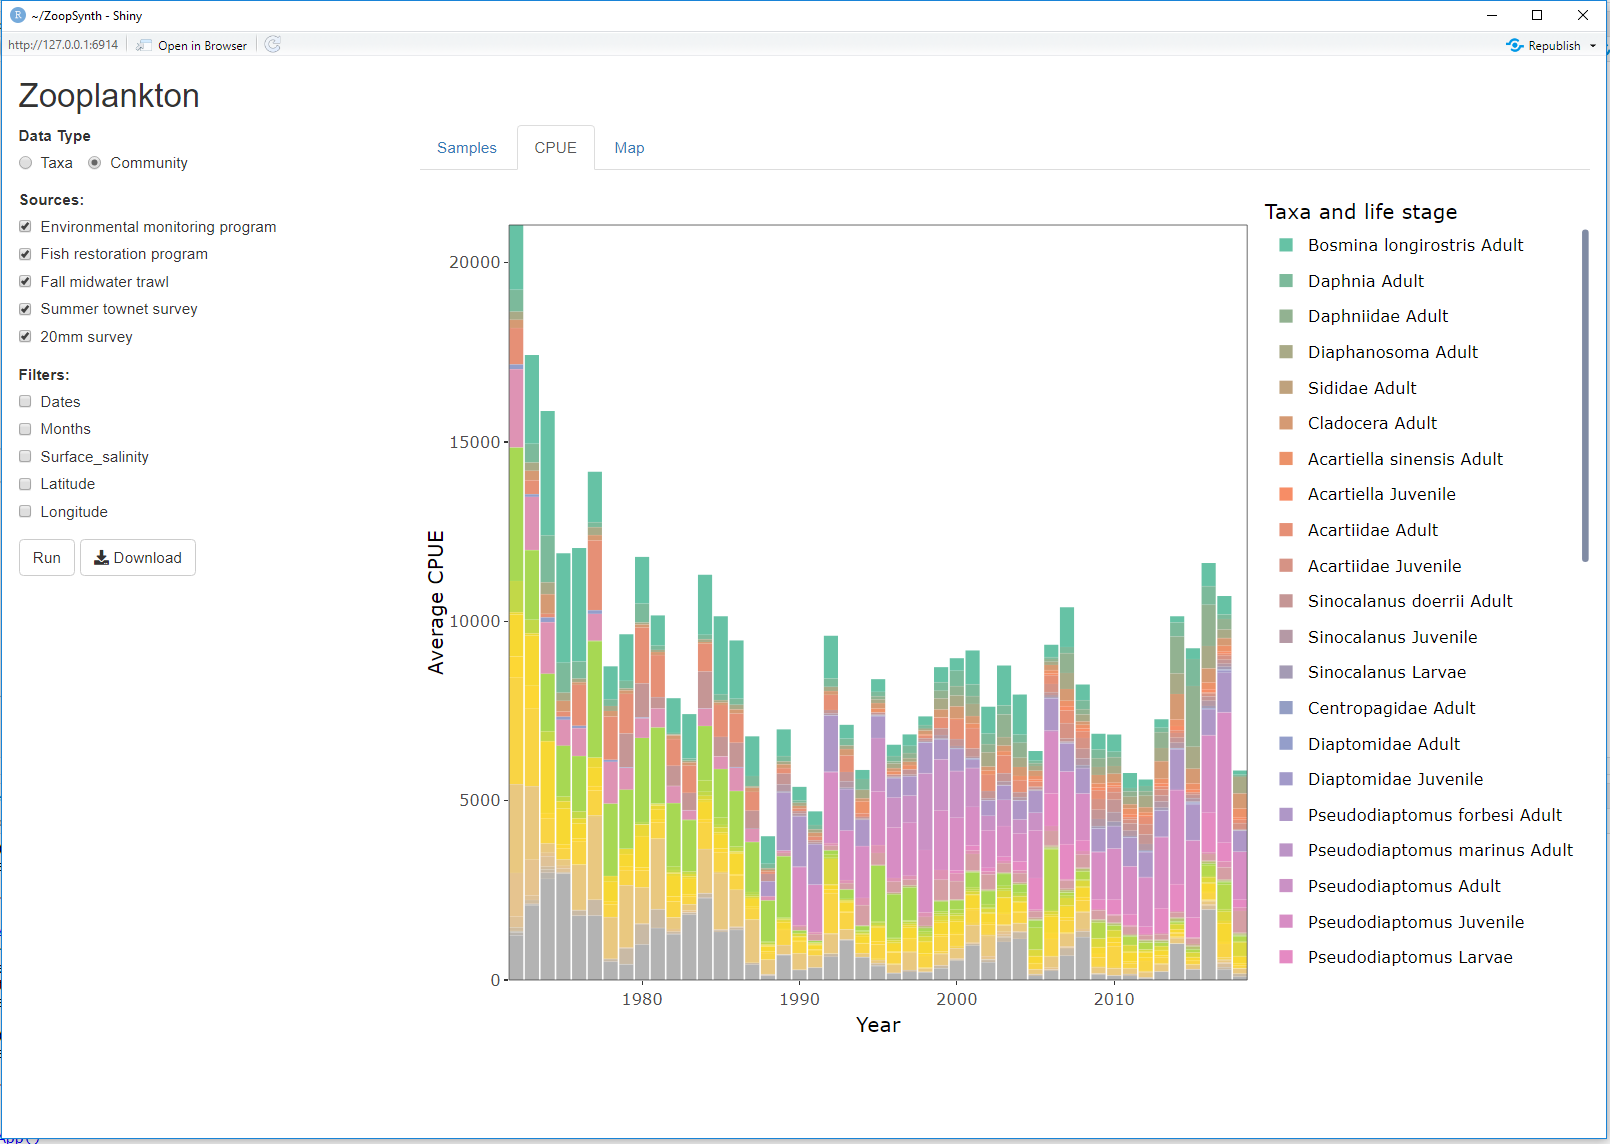 ~/ZoopSynth - Shiny
http://127.0.0.1:6914
Open in Browser
Republish
Zooplankton
Data Type
Taxa
Community
Sources:
Environmental monitoring program
Fish restoration program
Fall midwater trawl
Summer townet survey
20mm survey
Filters:
Dates
Months
Surface_salinity
Latitude
Longitude
Run
Download
Samples
CPUE
Map
Average CPUE
20000
15000
10000
5000
0
1980
1990
2000
2010
Year
Taxa and life stage
Bosmina longirostris Adult
Daphnia Adult
Daphniidae Adult
Diaphanosoma Adult
Sididae Adult
Cladocera Adult
Acartiella sinensis Adult
Acartiella Juvenile
Acartiidae Adult
Acartiidae Juvenile
Sinocalanus doerrii Adult
Sinocalanus Juvenile
Sinocalanus Larvae
Centropagidae Adult
Diaptomidae Adult
Diaptomidae Juvenile
Pseudodiaptomus forbesi Adult
Pseudodiaptomus marinus Adult
Pseudodiaptomus Adult
Pseudodiaptomus Juvenile
Pseudodiaptomus Larvae